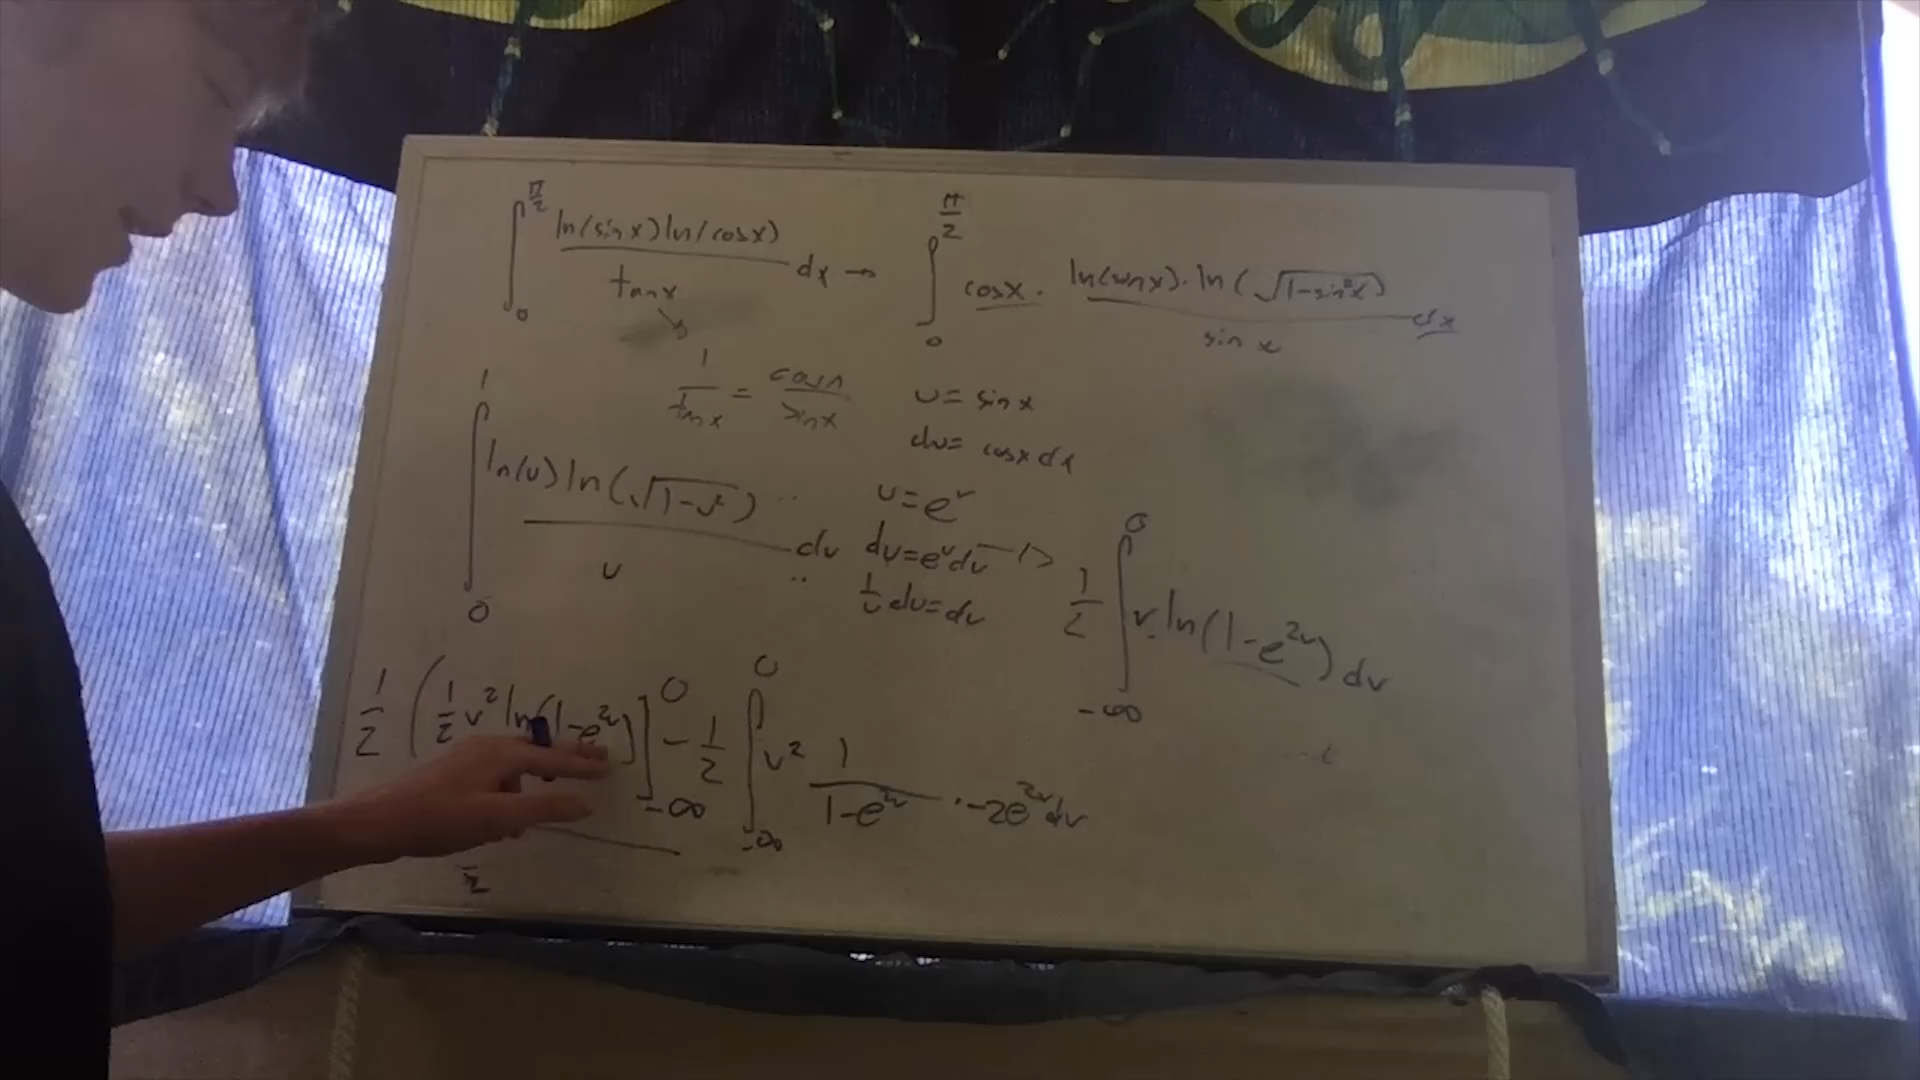 ∫₀^{π/2} ln(sin x) ln(cos x) / tan x dx →
∫₀^{π/2} cos x · ln(sin x) · ln(√(1-sin²x)) / sin x dx
1/tan x = cos x / sin x
u = sin x
du = cos x dx
∫₀¹ ln(u) ln(√(1-u²)) / u du
u = e^v
du = e^v dv →
1/u du = dv
1/2 ∫_{-∞}^0 v · ln(1-e^{2v}) dv
1/2 ( 1/2 v² ln(1-e^{2v}) ]_{-∞}^0 - 1/2 ∫_{-∞}^0 v² 1/(1-e^{2v}) · -2e^{2v} dv